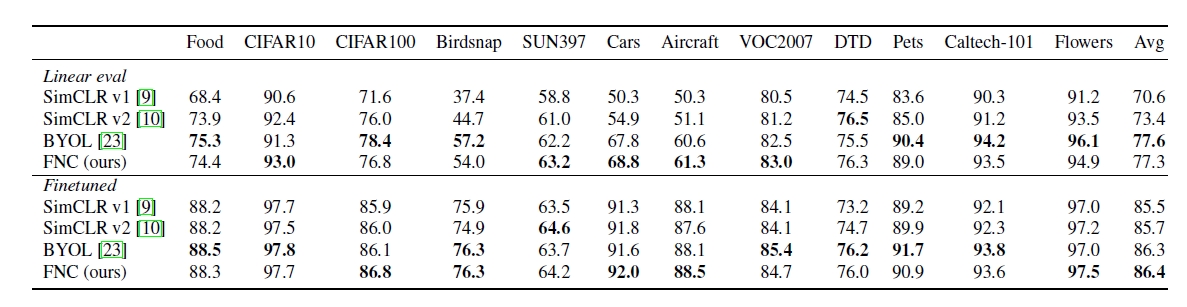 Food CIFAR10 CIFAR100 Birdsnap SUN397 Cars Aircraft VOC2007 DTD Pets Caltech-101 Flowers Avg
Linear eval
SimCLR v1 [9] 68.4 90.6 71.6 37.4 58.8 50.3 50.3 80.5 74.5 83.6 90.3 91.2 70.6
SimCLR v2 [10] 73.9 92.4 76.0 44.7 61.0 54.9 51.1 81.2 76.5 85.0 91.2 93.5 73.4
BYOL [23] 75.3 91.3 78.4 57.2 62.2 67.8 60.6 82.5 75.5 90.4 94.2 96.1 77.6
FNC (ours) 74.4 93.0 76.8 54.0 63.2 68.8 61.3 83.0 76.3 89.0 93.5 94.9 77.3
Finetuned
SimCLR v1 [9] 88.2 97.7 85.9 75.9 63.5 91.3 88.1 84.1 73.2 89.2 92.1 97.0 85.5
SimCLR v2 [10] 88.2 97.5 86.0 74.9 64.6 91.8 87.6 84.1 74.7 89.9 92.3 97.2 85.7
BYOL [23] 88.5 97.8 86.1 76.3 63.7 91.6 88.1 85.4 76.2 91.7 93.8 97.0 86.3
FNC (ours) 88.3 97.7 86.8 76.3 64.2 92.0 88.5 84.7 76.0 90.9 93.6 97.5 86.4